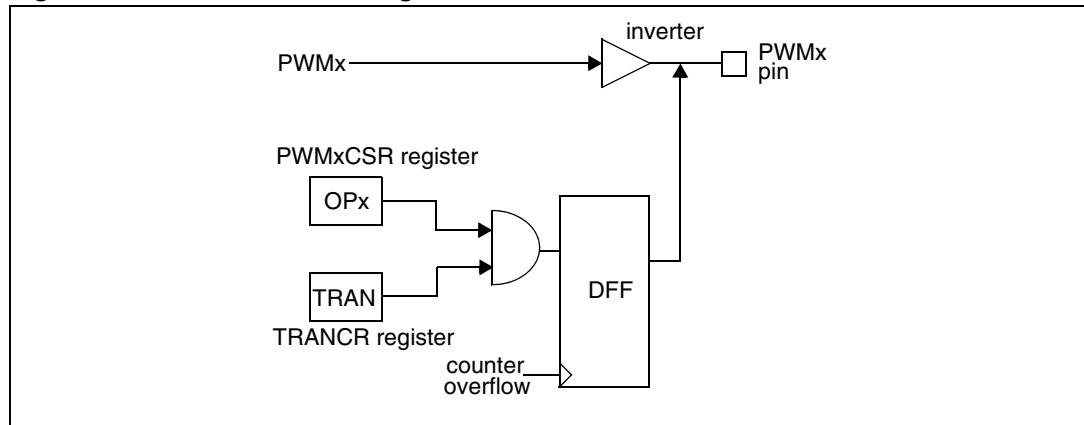 inverter
PWMx
PWMx
pin
PWMxCSR register
OPx
TRAN
DFF
TRANCR register
counter
overflow